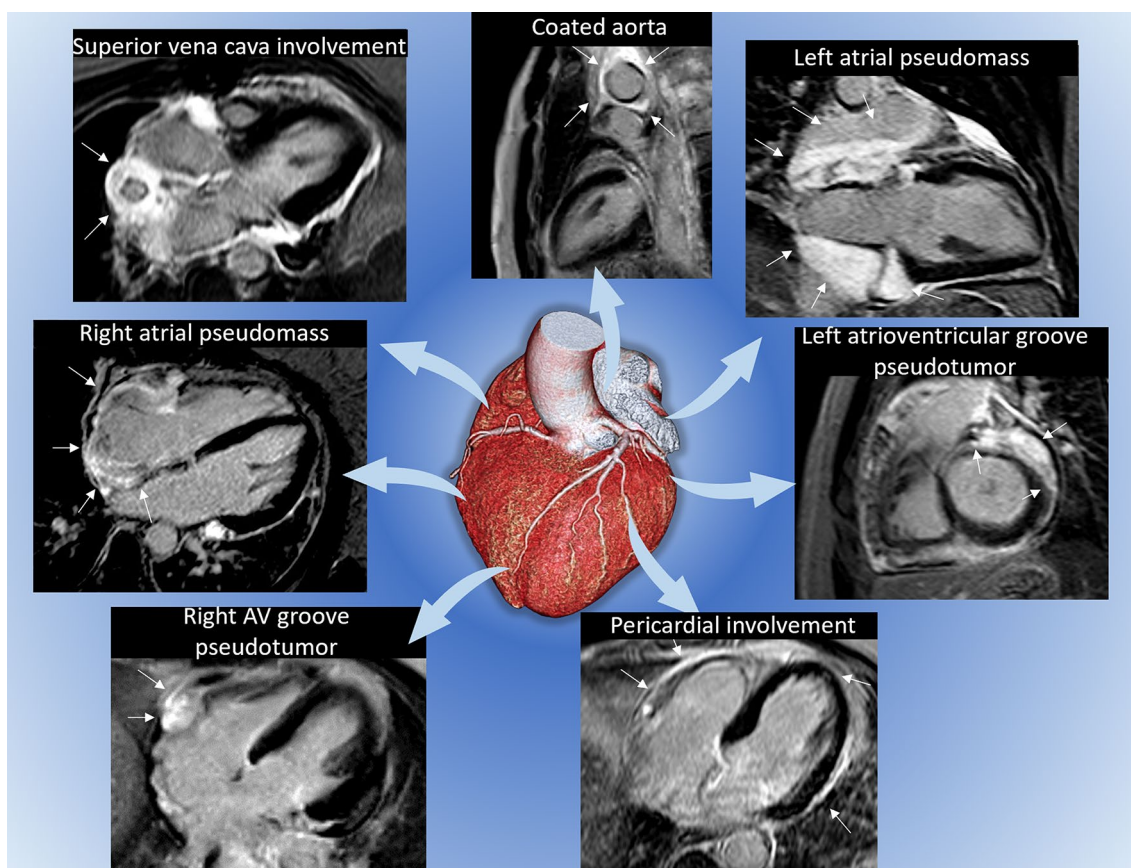 Superior vena cava involvement
Coated aorta
Left atrial pseudomass
Right atrial pseudomass
Left atrioventricular groove
pseudotumor
Right AV groove
pseudotumor
Pericardial involvement